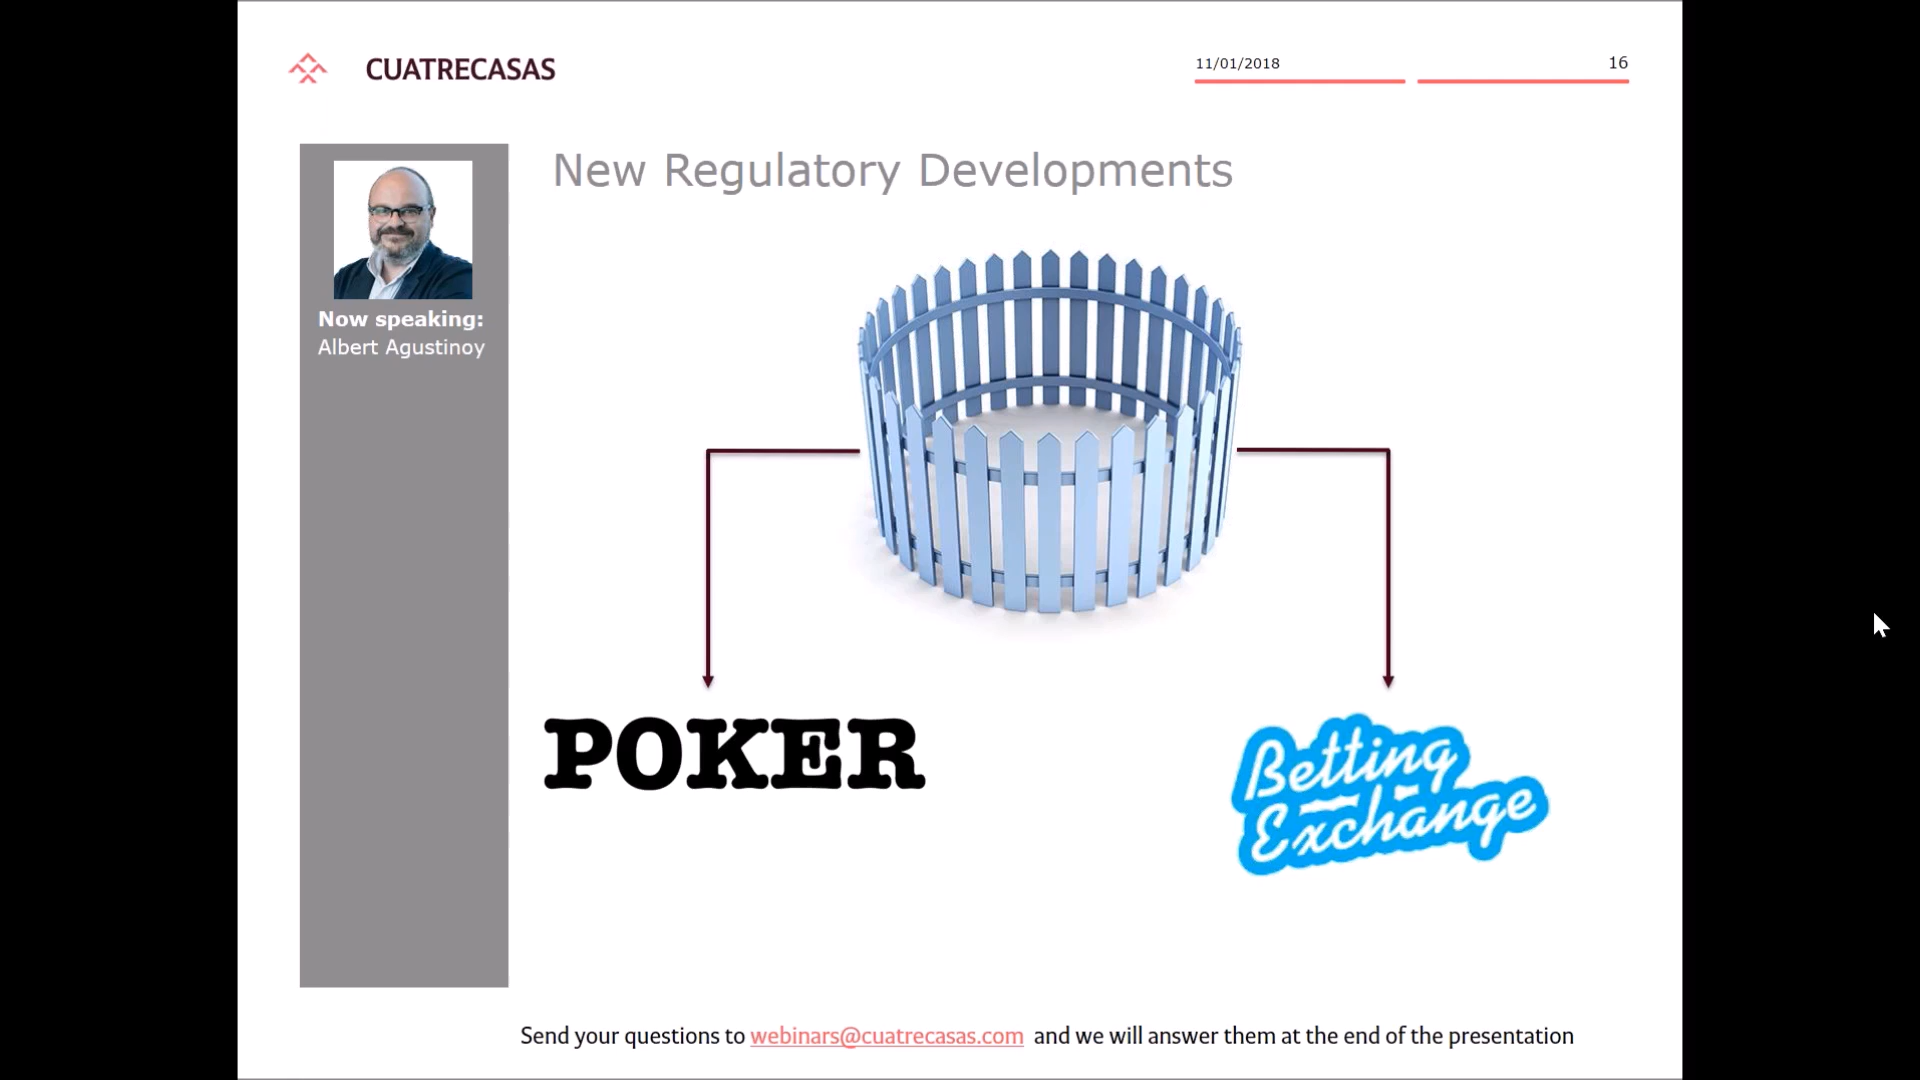 CUATRECASAS
11/01/2018
16
New Regulatory Developments
Now speaking:
Albert Agustinoy
POKER
Betting
Exchange
Send your questions to webinars@cuatrecasas.com and we will answer them at the end of the presentation